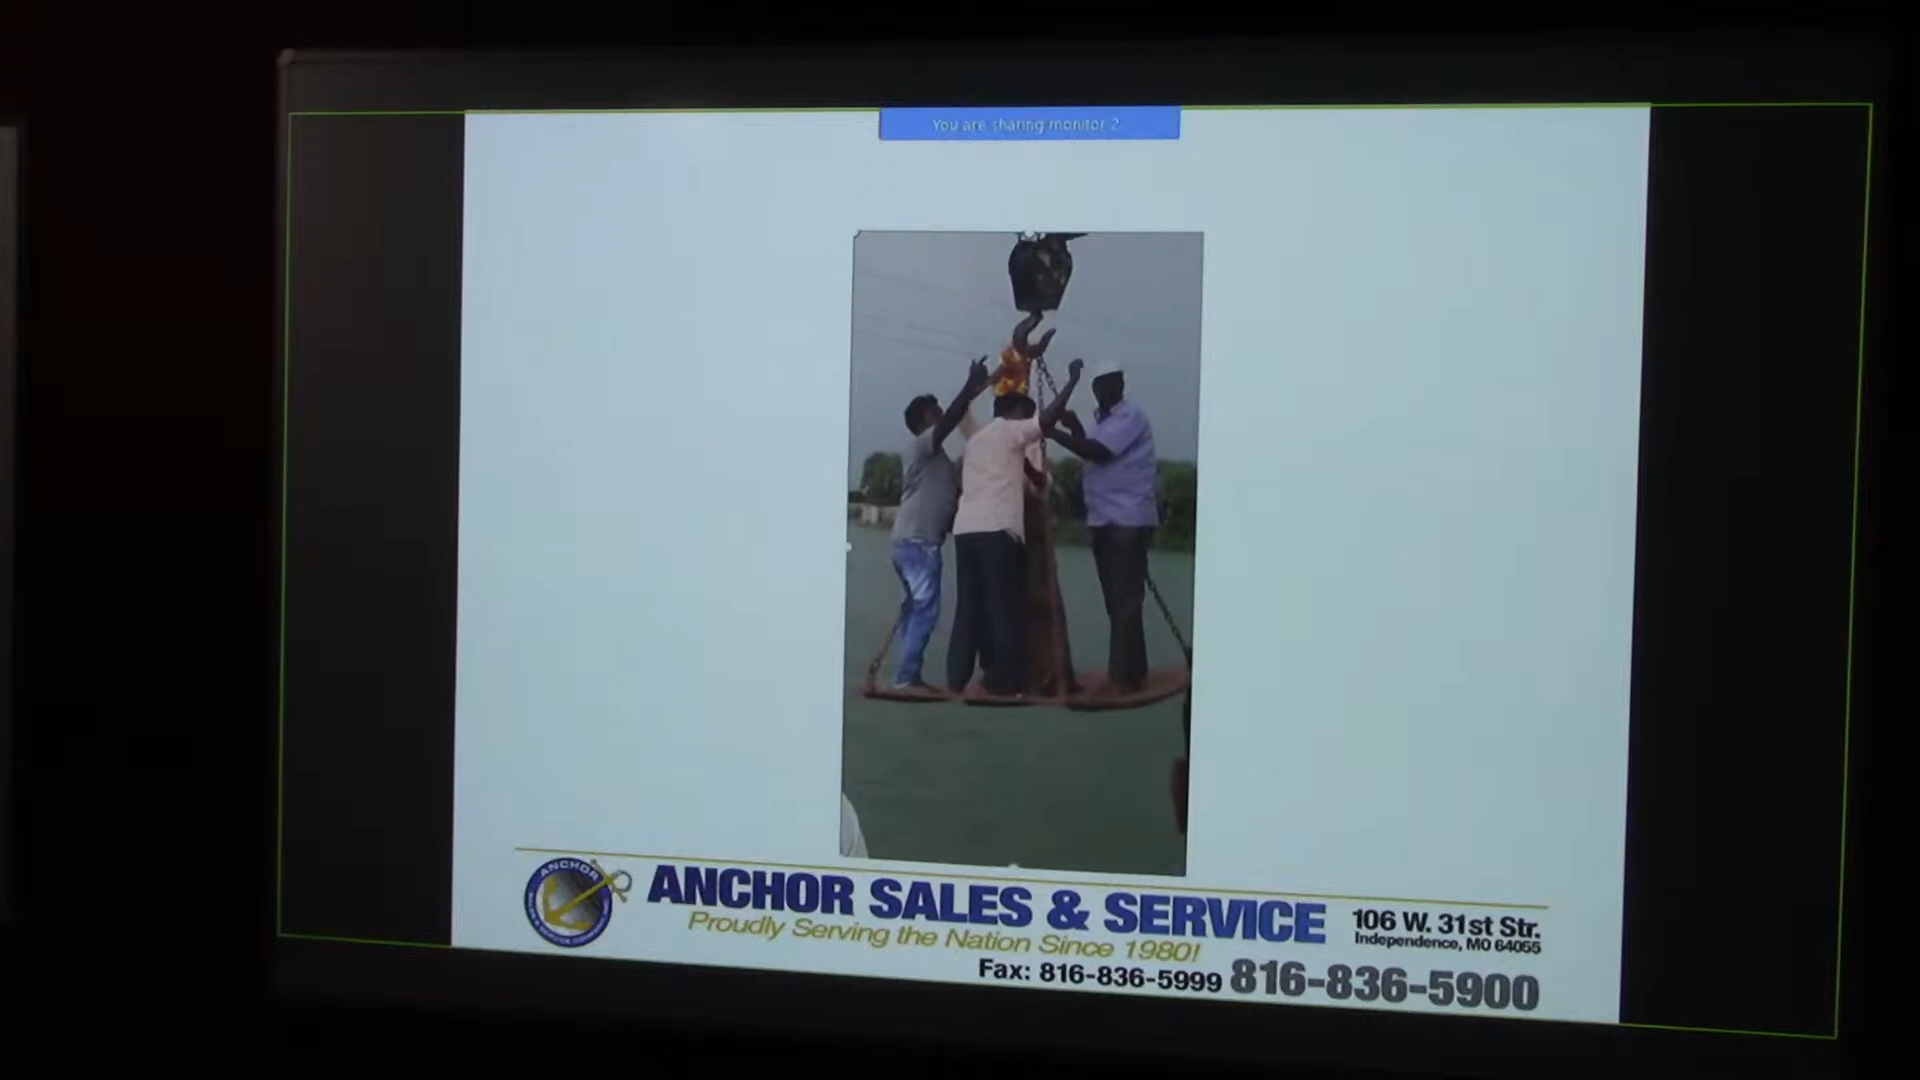 You are sharing monitor 2
ANCHOR
ANCHOR SALES & SERVICE
Proudly Serving the Nation Since 1980!
106 W. 31st Str.
Independence, MO 64055
Fax: 816-836-5999 816-836-5900